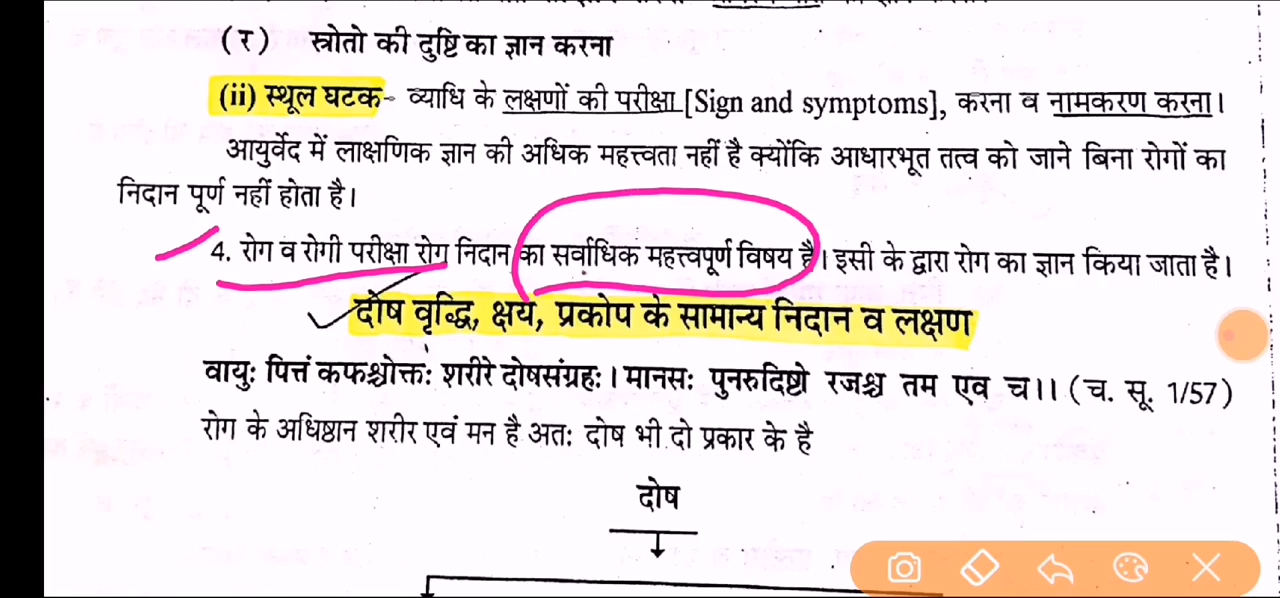 (र) स्त्रोतो की दुष्टि का ज्ञान करना
(ii) स्थूल घटक- व्याधि के लक्षणों की परीक्षा [Sign and symptoms], करना व नामकरण करना।
आयुर्वेद में लाक्षणिक ज्ञान की अधिक महत्त्वता नहीं है क्योंकि आधारभूत तत्व को जाने बिना रोगों का
निदान पूर्ण नहीं होता है।
4. रोग व रोगी परीक्षा रोग निदान का सर्वाधिक महत्त्वपूर्ण विषय है। इसी के द्वारा रोग का ज्ञान किया जाता है।
दोष वृद्धि, क्षय, प्रकोप के सामान्य निदान व लक्षण
वायुः पित्तं कफश्चोक्तः शरीरे दोषसंग्रहः। मानसः पुनरुदिष्टो रजश्च तम एव च।। (च. सू. 1/57)
रोग के अधिष्ठान शरीर एवं मन है अतः दोष भी दो प्रकार के है
दोष